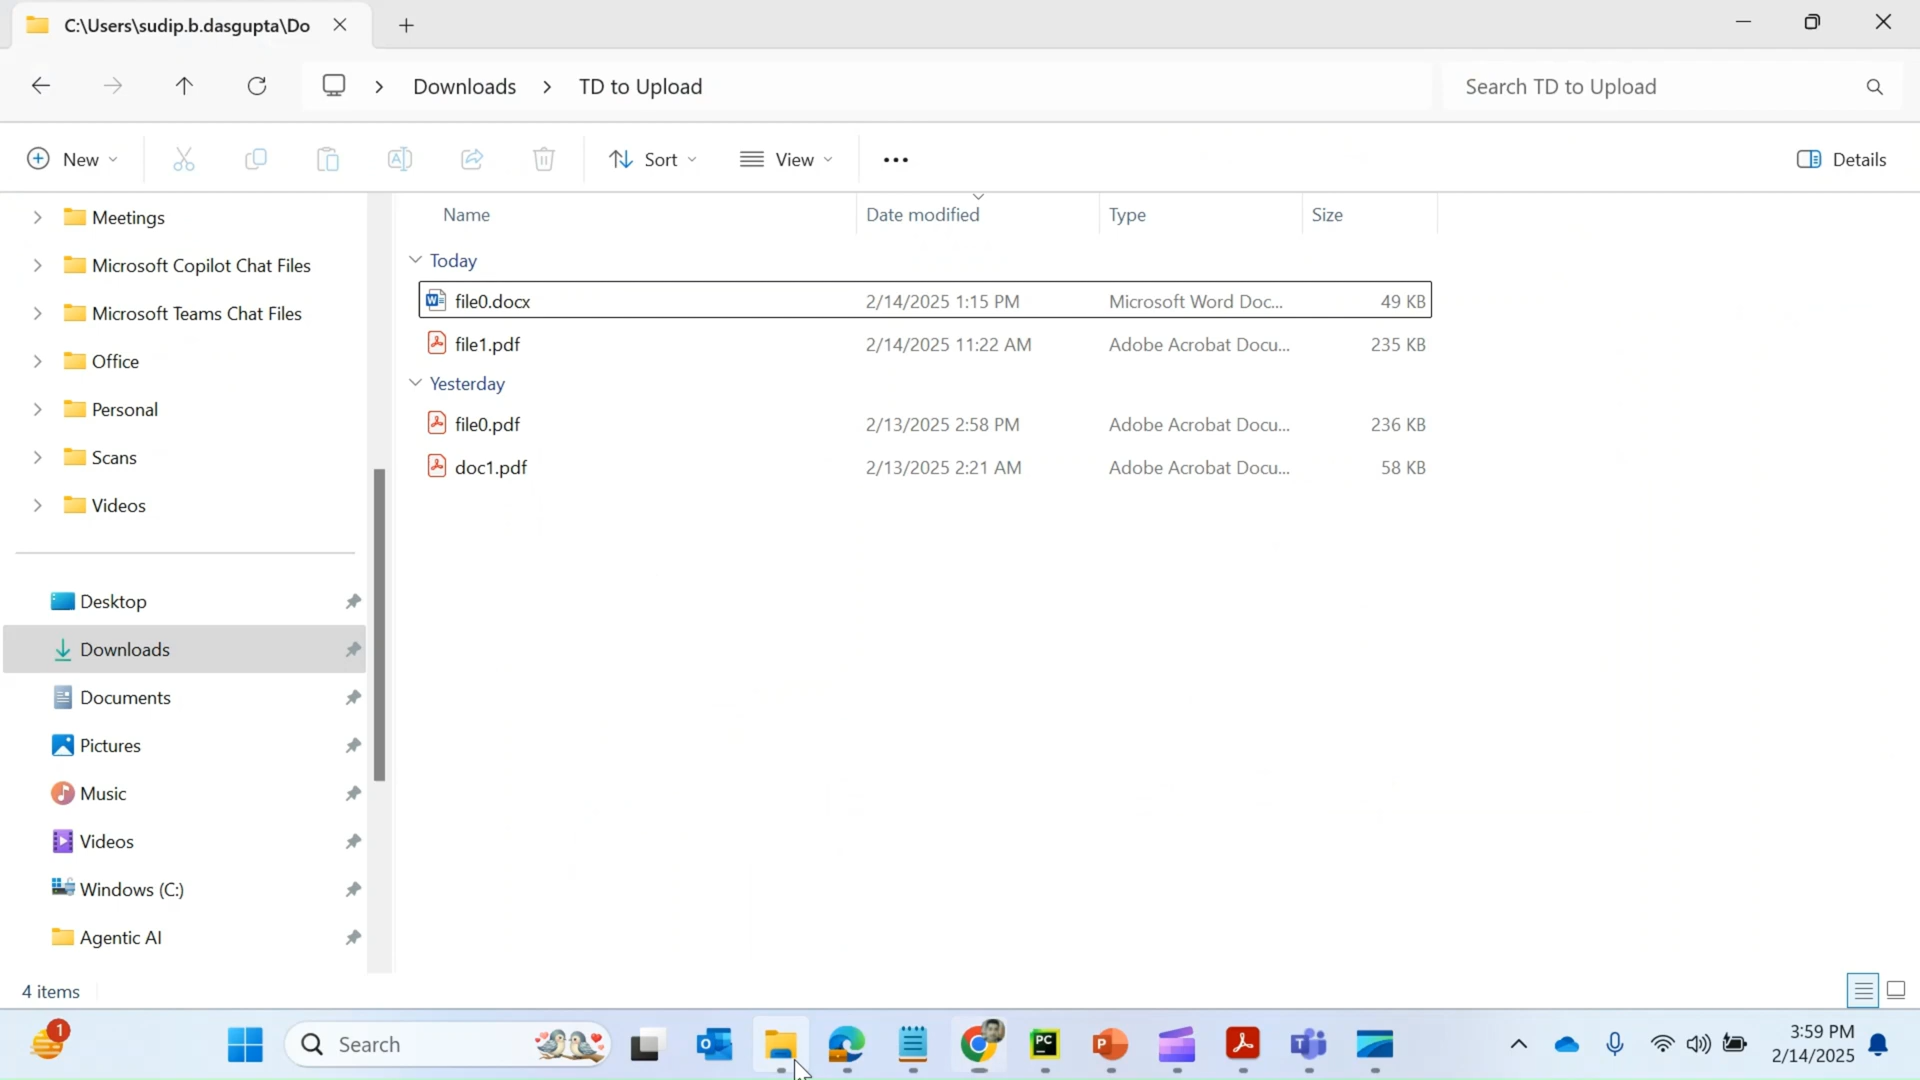 C:\Users\sudip.b.dasgupta\Do
Downloads > TD to Upload
Search TD to Upload
New
Sort
View
Details
Meetings
Microsoft Copilot Chat Files
Microsoft Teams Chat Files
Office
Personal
Scans
Videos
Desktop
Downloads
Documents
Pictures
Music
Videos
Windows (C:)
Agentic AI
Name Date modified Type Size
Today
file0.docx 2/14/2025 1:15 PM Microsoft Word Doc... 49 KB
file1.pdf 2/14/2025 11:22 AM Adobe Acrobat Docu... 235 KB
Yesterday
file0.pdf 2/13/2025 2:58 PM Adobe Acrobat Docu... 236 KB
doc1.pdf 2/13/2025 2:21 AM Adobe Acrobat Docu... 58 KB
4 items
1
Search
3:59 PM
2/14/2025